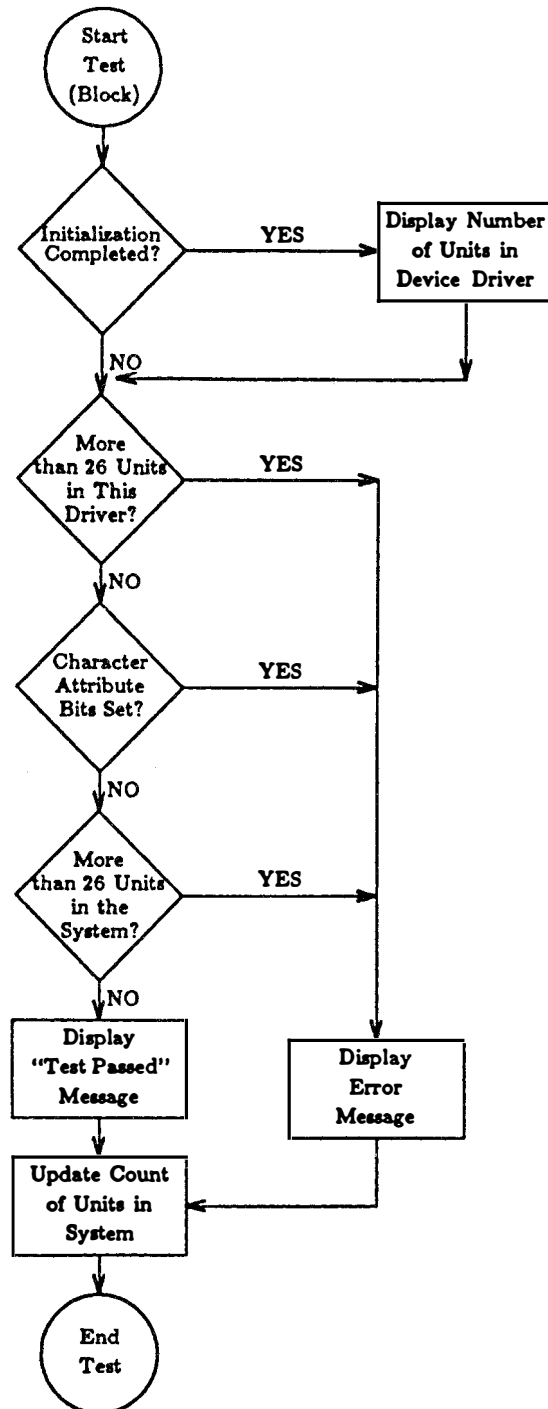 Start
Test
(Block)
Initialization
Completed?
YES
Display Number
of Units in
Device Driver
NO
More
than 26 Units
in This
Driver?
YES
NO
Character
Attribute
Bits Set?
YES
NO
More
than 26 Units
in the
System?
YES
NO
Display
“Test Passed”
Message
Display
Error
Message
Update Count
of Units in
System
End
Test